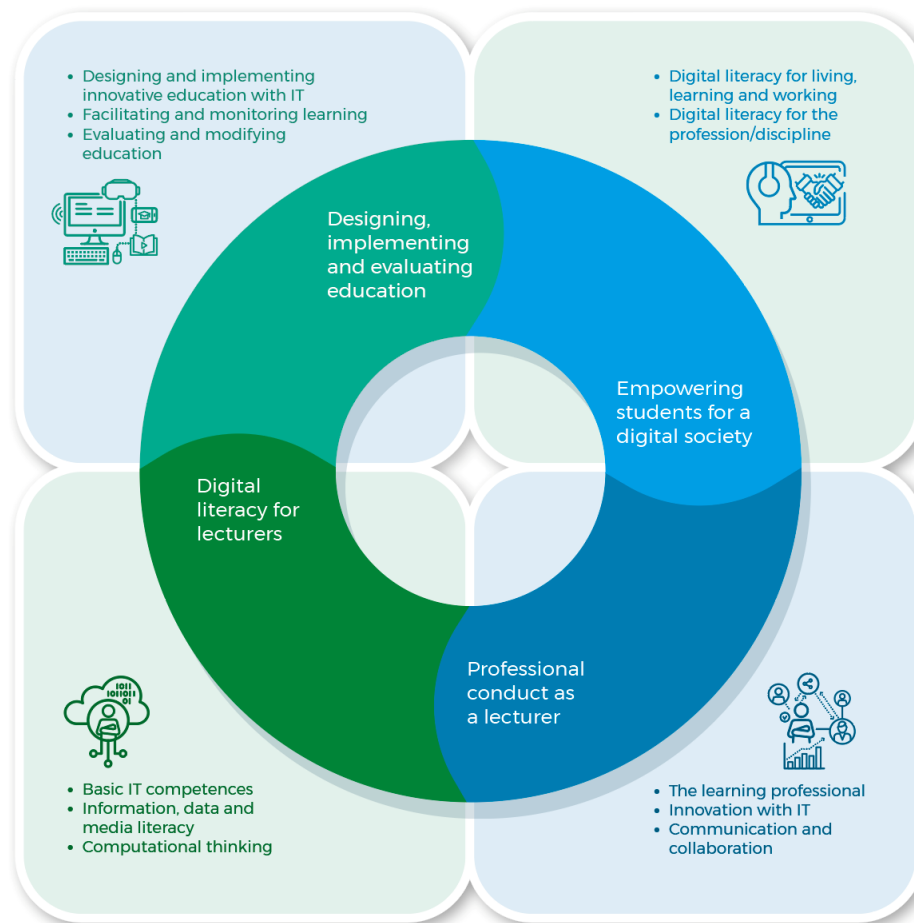 • Designing and implementing
innovative education with IT
• Facilitating and monitoring learning
• Evaluating and modifying
education
• Digital literacy for living,
learning and working
• Digital literacy for the
profession/discipline
Designing,
implementing
and evaluating
education
Empowering
students for a
digital society
Digital
literacy for
lecturers
Professional
conduct as
a lecturer
1011
1011011
01
• Basic IT competences
• Information, data and
media literacy
• Computational thinking
• The learning professional
• Innovation with IT
• Communication and
collaboration